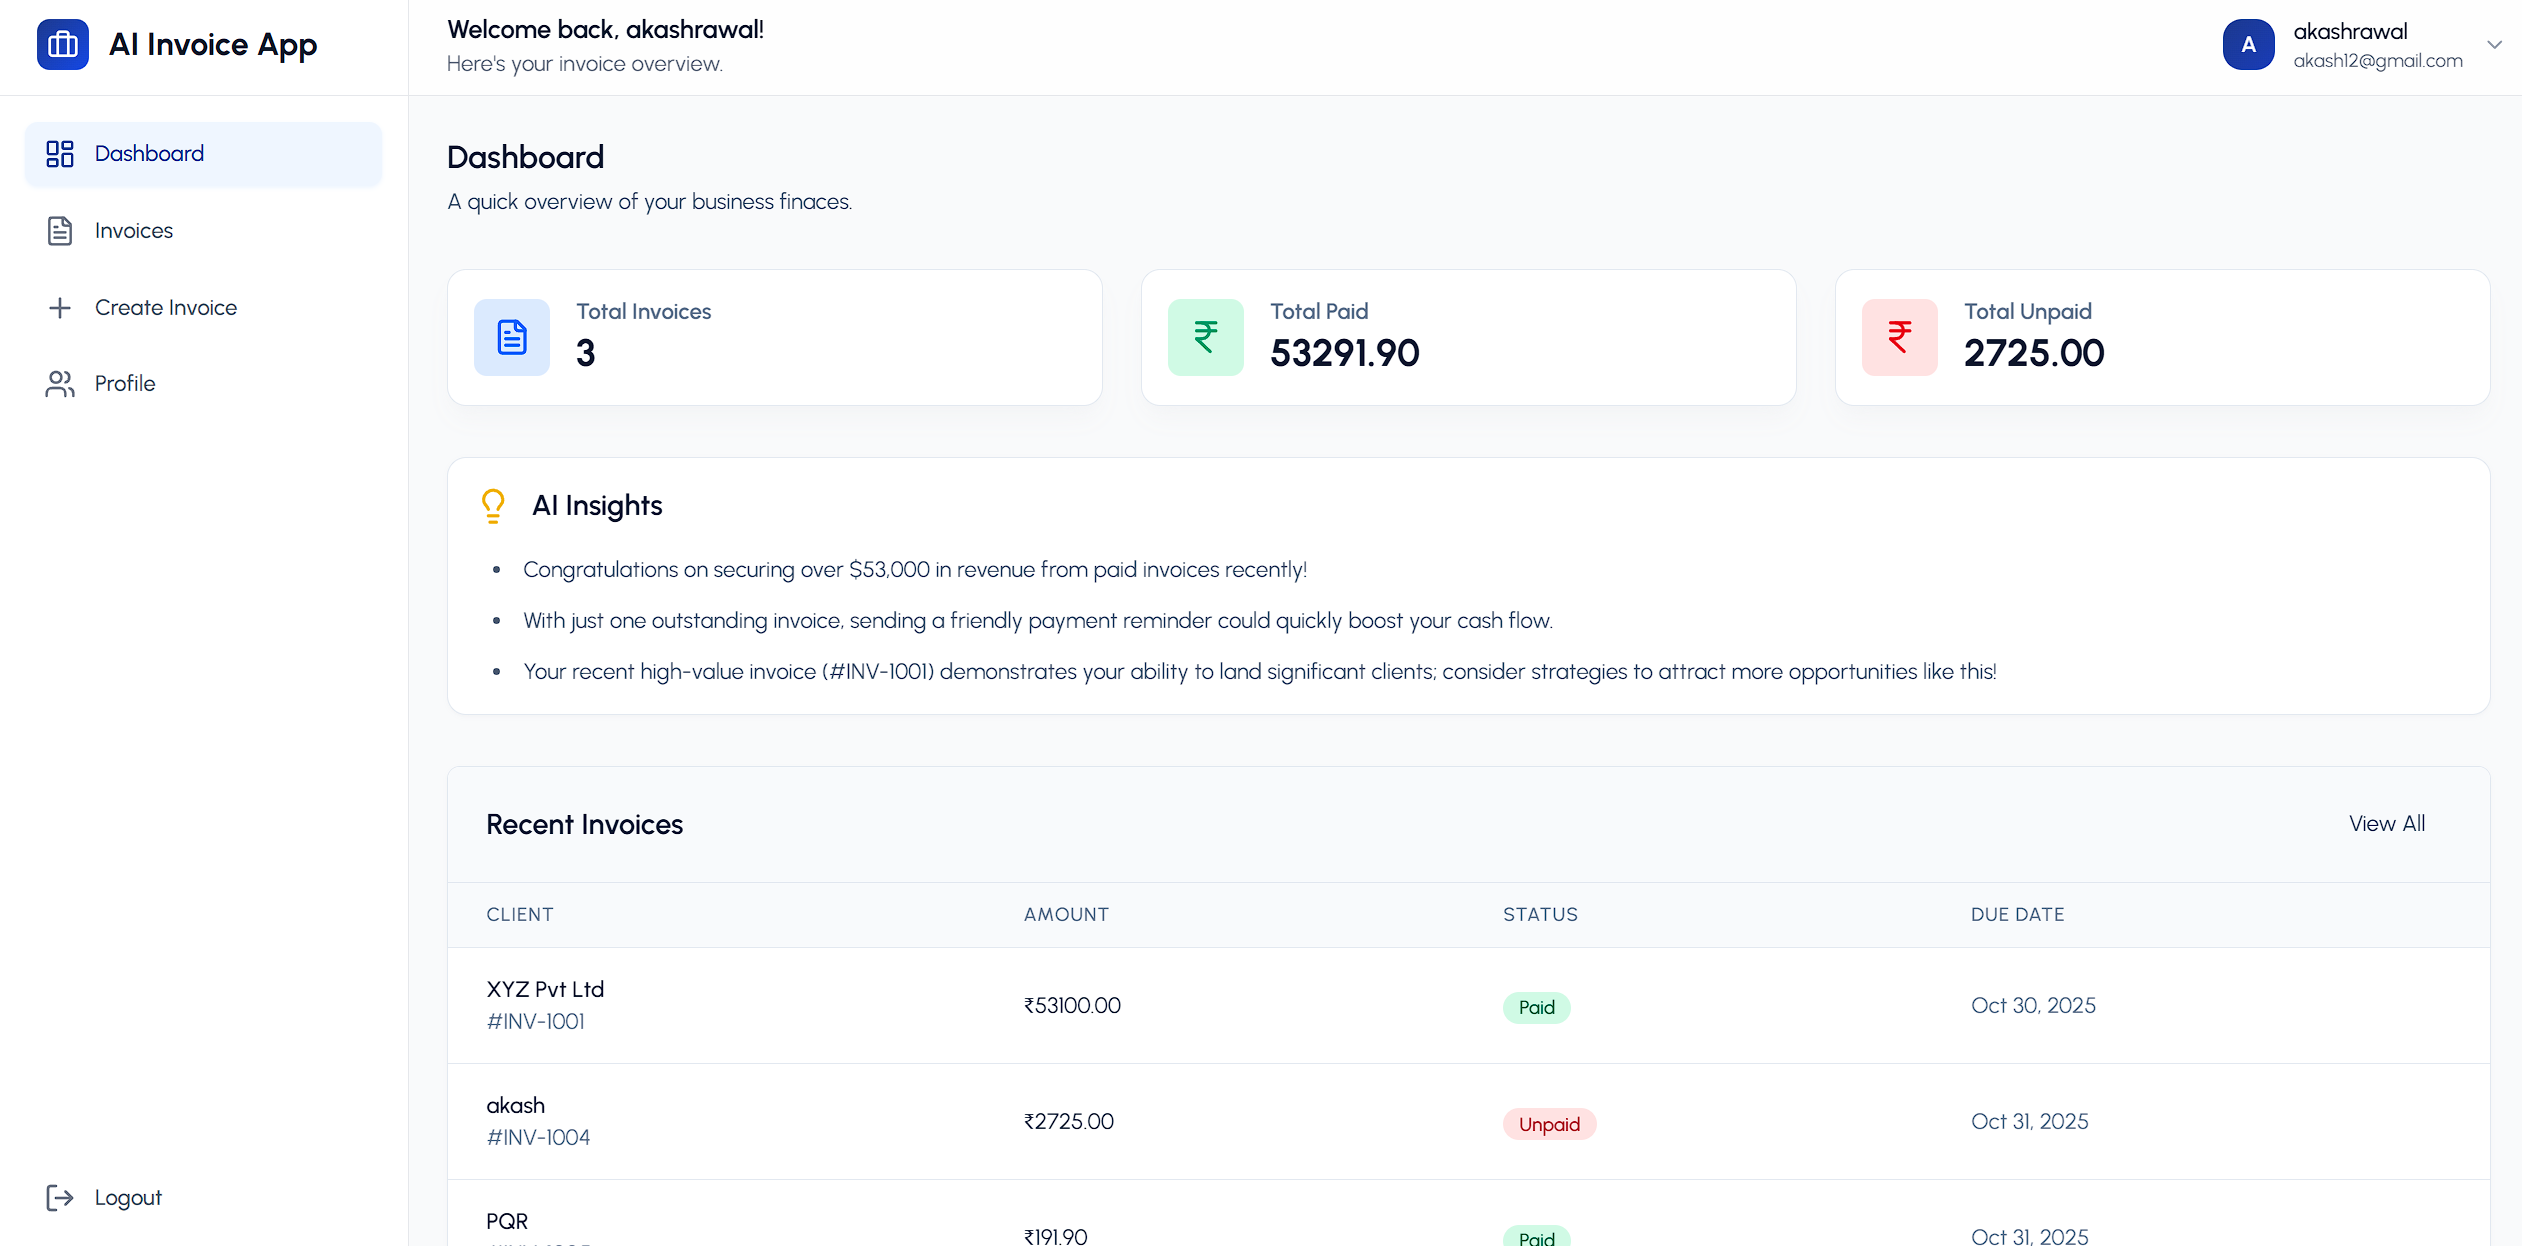 AI Invoice App
Welcome back, akashrawal!
Here's your invoice overview.
A
akashrawal
akash12@gmail.com
Dashboard
Invoices
Create Invoice
Profile
Logout
Dashboard
A quick overview of your business finaces.
Total Invoices
3
₹
Total Paid
53291.90
₹
Total Unpaid
2725.00
AI Insights
• Congratulations on securing over $53,000 in revenue from paid invoices recently!
• With just one outstanding invoice, sending a friendly payment reminder could quickly boost your cash flow.
• Your recent high-value invoice (#INV-1001) demonstrates your ability to land significant clients; consider strategies to attract more opportunities like this!
Recent Invoices
View All
CLIENT AMOUNT STATUS DUE DATE
XYZ Pvt Ltd
#INV-1001
₹53100.00 Paid Oct 30, 2025
akash
#INV-1004
₹2725.00 Unpaid Oct 31, 2025
PQR
₹191.90 Paid Oct 31, 2025